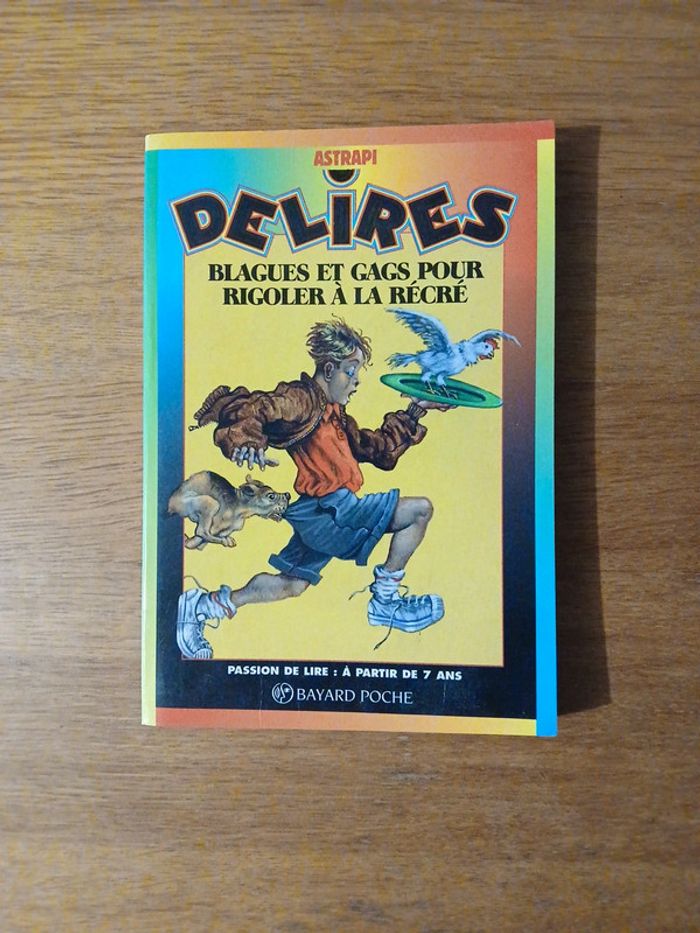 ASTRAPI
DELIRES
BLAGUES ET GAGS POUR
RIGOLER À LA RÉCRÉ
PASSION DE LIRE : À PARTIR DE 7 ANS
BAYARD POCHE